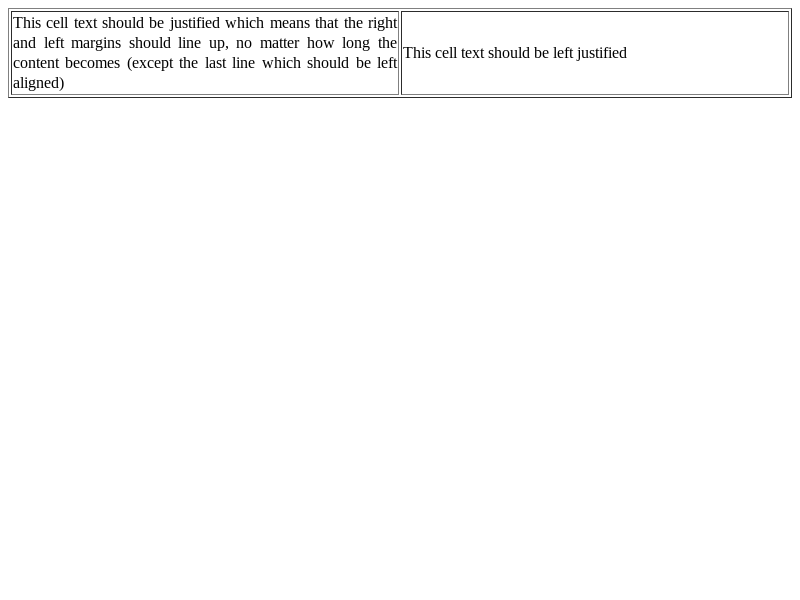 This cell text should be justified which means that the right
and left margins should line up, no matter how long the
content becomes (except the last line which should be left
aligned)
This cell text should be left justified